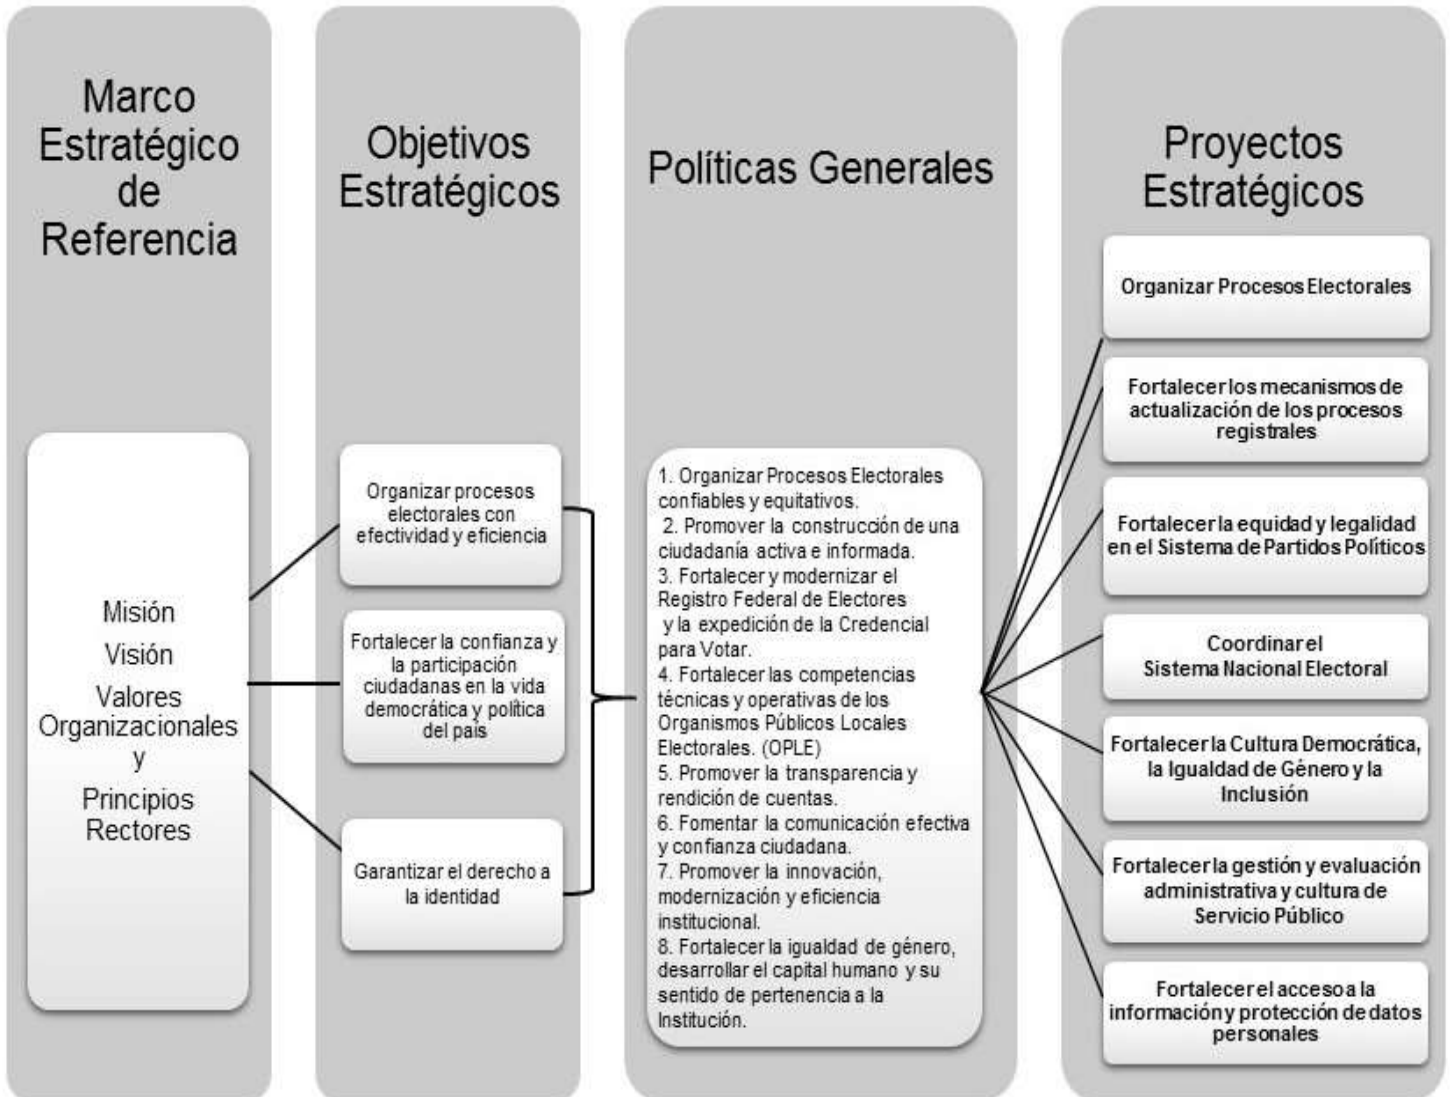 Marco
Estratégico
de
Referencia
Misión
Visión
Valores
Organizacionales
y
Principios
Rectores
Objetivos
Estratégicos
Organizar procesos
electorales con
efectividad y eficiencia
Fortalecer la confianza y
la participación
ciudadanas en la vida
democrática y política
del país
Garantizar el derecho a
la identidad
Políticas Generales
1. Organizar Procesos Electorales
confiables y equitativos.
2. Promover la construcción de una
ciudadanía activa e informada.
3. Fortalecer y modernizar el
Registro Federal de Electores
y la expedición de la Credencial
para Votar.
4. Fortalecer las competencias
técnicas y operativas de los
Organismos Públicos Locales
Electorales. (OPLE)
5. Promover la transparencia y
rendición de cuentas.
6. Fomentar la comunicación efectiva
y confianza ciudadana.
7. Promover la innovación,
modernización y eficiencia
institucional.
8. Fortalecer la igualdad de género,
desarrollar el capital humano y su
sentido de pertenencia a la
Institución.
Proyectos
Estratégicos
Organizar Procesos Electorales
Fortalecer los mecanismos de
actualización de los procesos
registrales
Fortalecer la equidad y legalidad
en el Sistema de Partidos Políticos
Coordinar el
Sistema Nacional Electoral
Fortalecer la Cultura Democrática,
la Igualdad de Género y la
Inclusión
Fortalecer la gestión y evaluación
administrativa y cultura de
Servicio Público
Fortalecer el acceso a la
información y protección de datos
personales